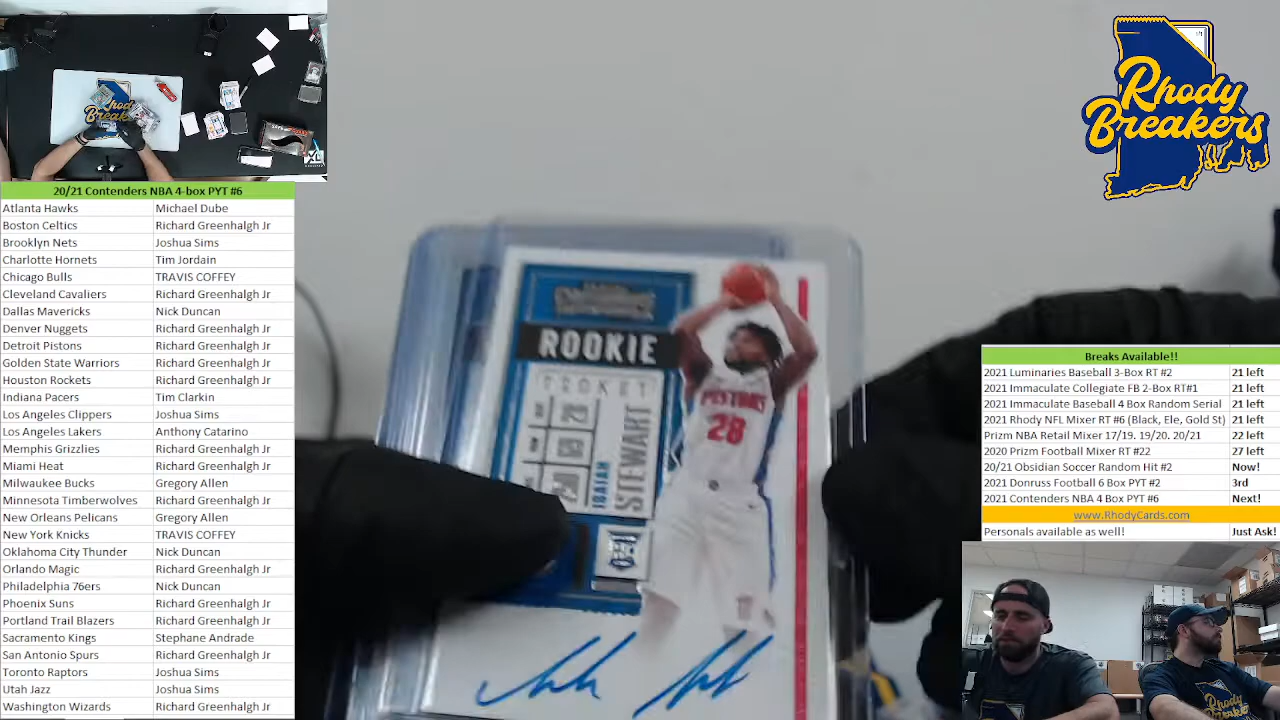 Rhody
Breakers
20/21 Contenders NBA 4-box PYT #6
Atlanta Hawks Michael Dube
Boston Celtics Richard Greenhalgh Jr
Brooklyn Nets Joshua Sims
Charlotte Hornets Tim Jordain
Chicago Bulls TRAVIS COFFEY
Cleveland Cavaliers Richard Greenhalgh Jr
Dallas Mavericks Nick Duncan
Denver Nuggets Richard Greenhalgh Jr
Detroit Pistons Richard Greenhalgh Jr
Golden State Warriors Richard Greenhalgh Jr
Houston Rockets Richard Greenhalgh Jr
Indiana Pacers Tim Clarkin
Los Angeles Clippers Joshua Sims
Los Angeles Lakers Anthony Catarino
Memphis Grizzlies Richard Greenhalgh Jr
Miami Heat Richard Greenhalgh Jr
Milwaukee Bucks Gregory Allen
Minnesota Timberwolves Richard Greenhalgh Jr
New Orleans Pelicans Gregory Allen
New York Knicks TRAVIS COFFEY
Oklahoma City Thunder Nick Duncan
Orlando Magic Richard Greenhalgh Jr
Philadelphia 76ers Nick Duncan
Phoenix Suns Richard Greenhalgh Jr
Portland Trail Blazers Richard Greenhalgh Jr
Sacramento Kings Stephane Andrade
San Antonio Spurs Richard Greenhalgh Jr
Toronto Raptors Joshua Sims
Utah Jazz Joshua Sims
Washington Wizards Richard Greenhalgh Jr
ROOKIE
TICKET
ISAIAH
STEWART
PISTONS
28
Rhody
Breakers
Breaks Available!!
2021 Luminaries Baseball 3-Box RT #2 21 left
2021 Immaculate Collegiate FB 2-Box RT#1 21 left
2021 Immaculate Baseball 4 Box Random Serial 21 left
2021 Rhody NFL Mixer RT #6 (Black, Ele, Gold St) 21 left
Prizm NBA Retail Mixer 17/19. 19/20. 20/21 22 left
2020 Prizm Football Mixer RT #22 27 left
20/21 Obsidian Soccer Random Hit #2 Now!
2021 Donruss Football 6 Box PYT #2 3rd
2021 Contenders NBA 4 Box PYT #6 Next!
www.RhodyCards.com
Personals available as well! Just Ask!